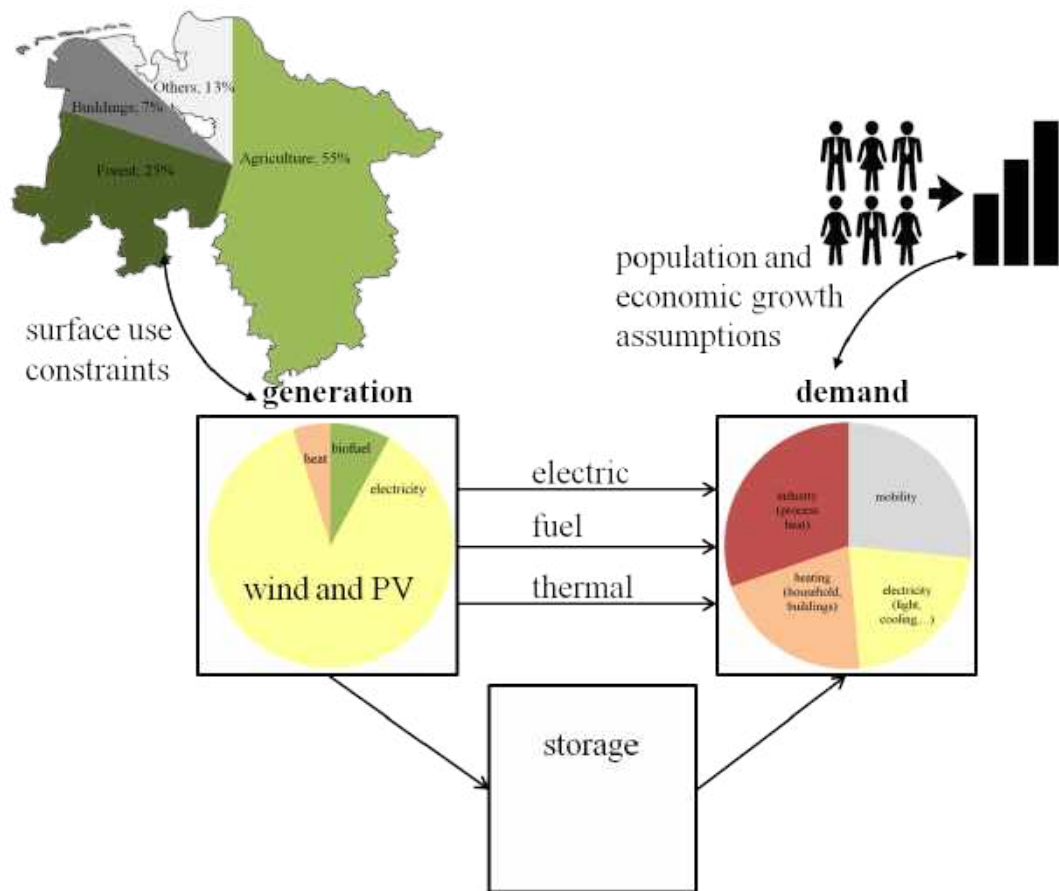 Others; 13%
Buildings; 7%
Forest; 25%
Agriculture; 55%
surface use
constraints
population and
economic growth
assumptions
generation
heat
biofuel
electricity
wind and PV
electric
fuel
thermal
demand
industry
(process
heat)
mobility
heating
(household,
buildings)
electricity
(light,
cooling,...)
storage